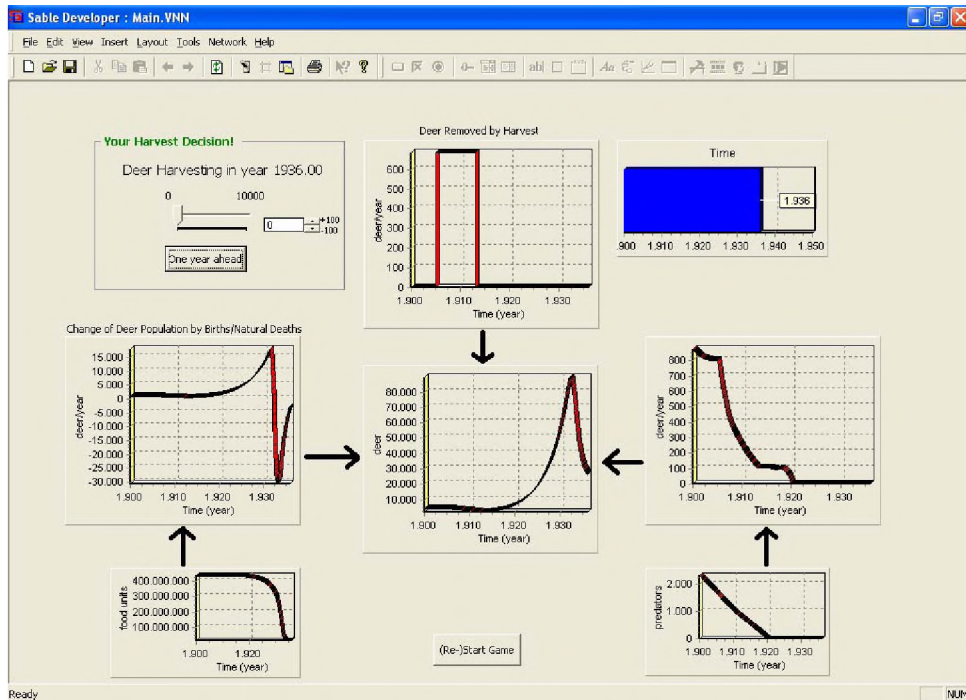 Sable Developer : Main.VNN
File Edit View Insert Layout Tools Network Help
Your Harvest Decision!
Deer Harvesting in year 1936.00
0 10000
0
+100
-100
One year ahead
Deer Removed by Harvest
600
500
400
300
200
100
0
deer/year
1.900 1.910 1.920 1.930
Time (year)
Time
1.936
.900 1.910 1.920 1.930 1.940 1.950
Change of Deer Population by Births/Natural Deaths
15.000
10.000
5.000
0
-5.000
-10.000
-15.000
-20.000
-25.000
-30.000
deer/year
1.900 1.910 1.920 1.930
Time (year)
80.000
70.000
60.000
50.000
40.000
30.000
20.000
10.000
deer
1.900 1.910 1.920 1.930
Time (year)
800
700
600
500
400
300
200
100
0
deer/year
1.900 1.910 1.920 1.930
Time (year)
400.000.000
300.000.000
200.000.000
100.000.000
food units
1.900 1.920
Time (year)
(Re-)Start Game
2.000
1.000
0
predators
1.900 1.910 1.920 1.930
Time (year)
Ready
NUM